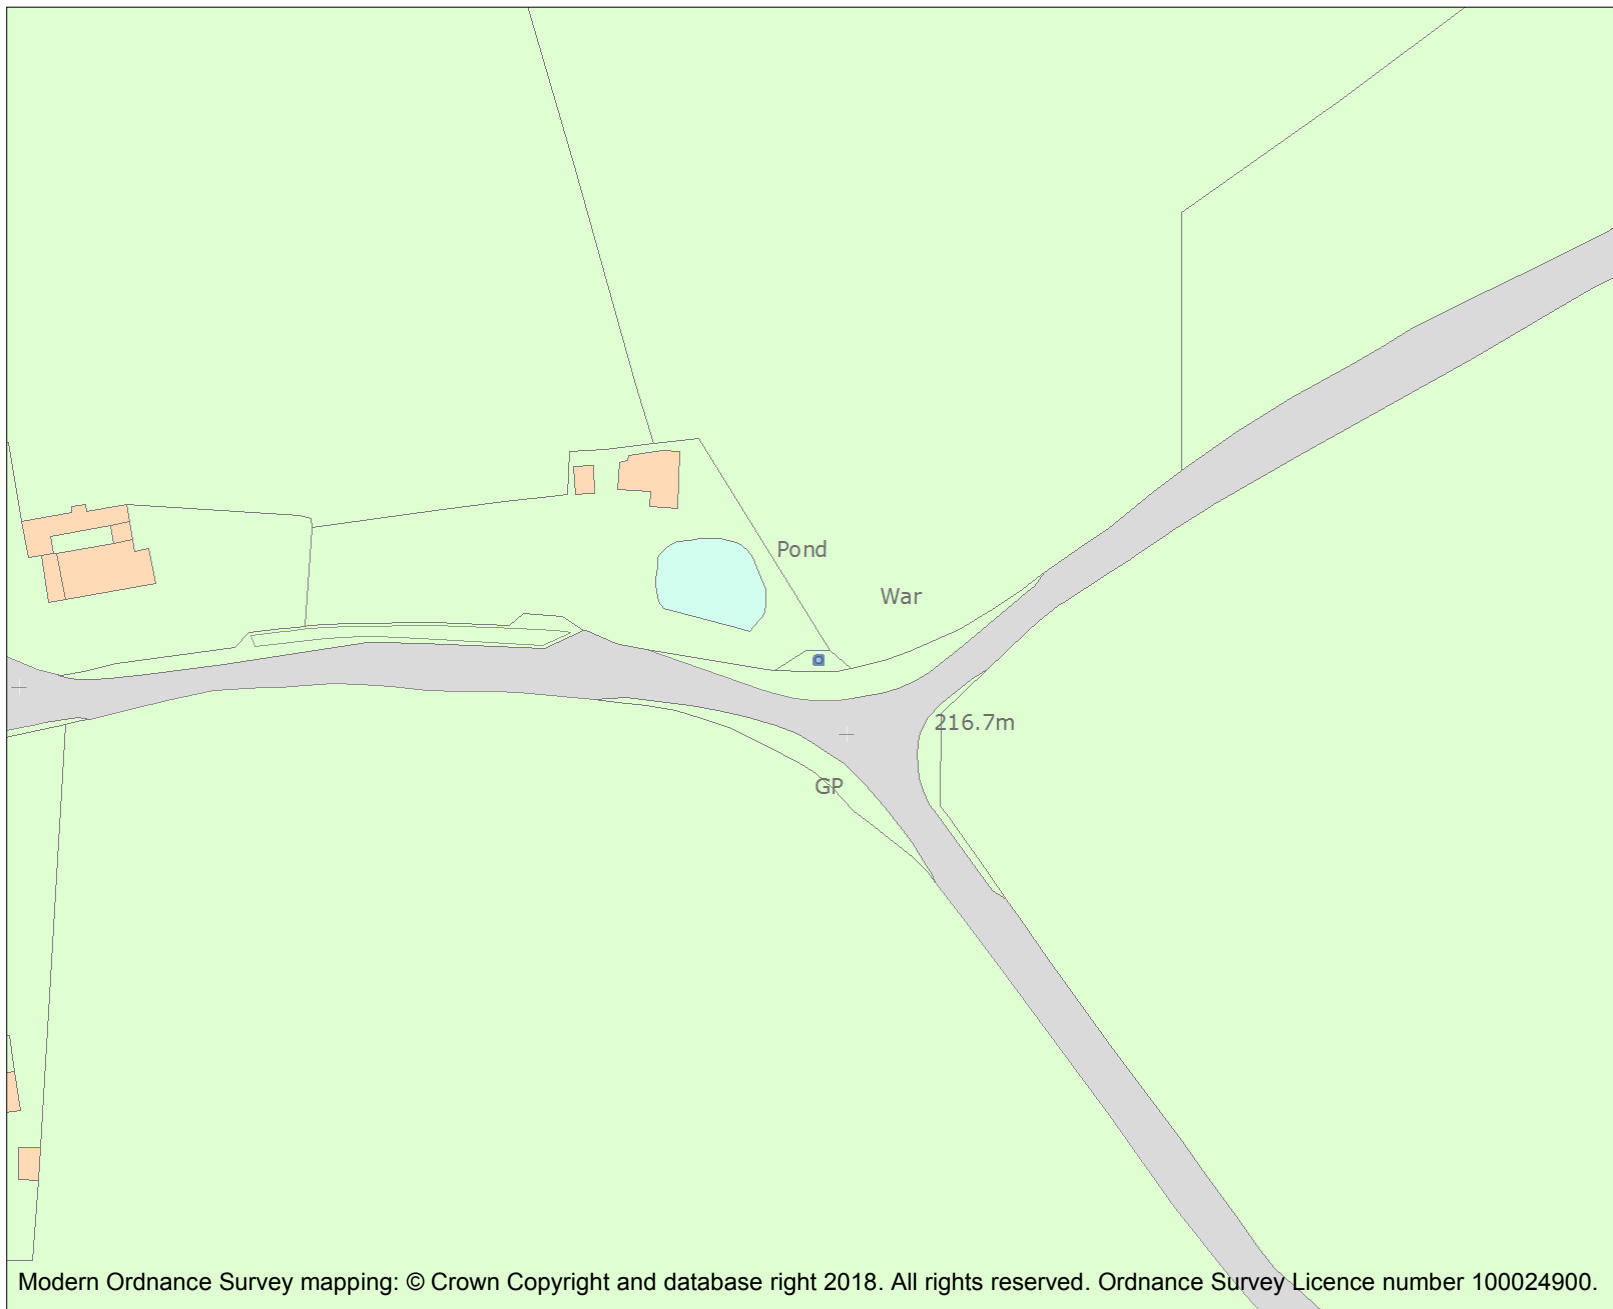 Pond
War
216.7m
GP
Modern Ordnance Survey mapping: © Crown Copyright and database right 2018. All rights reserved. Ordnance Survey Licence number 100024900.